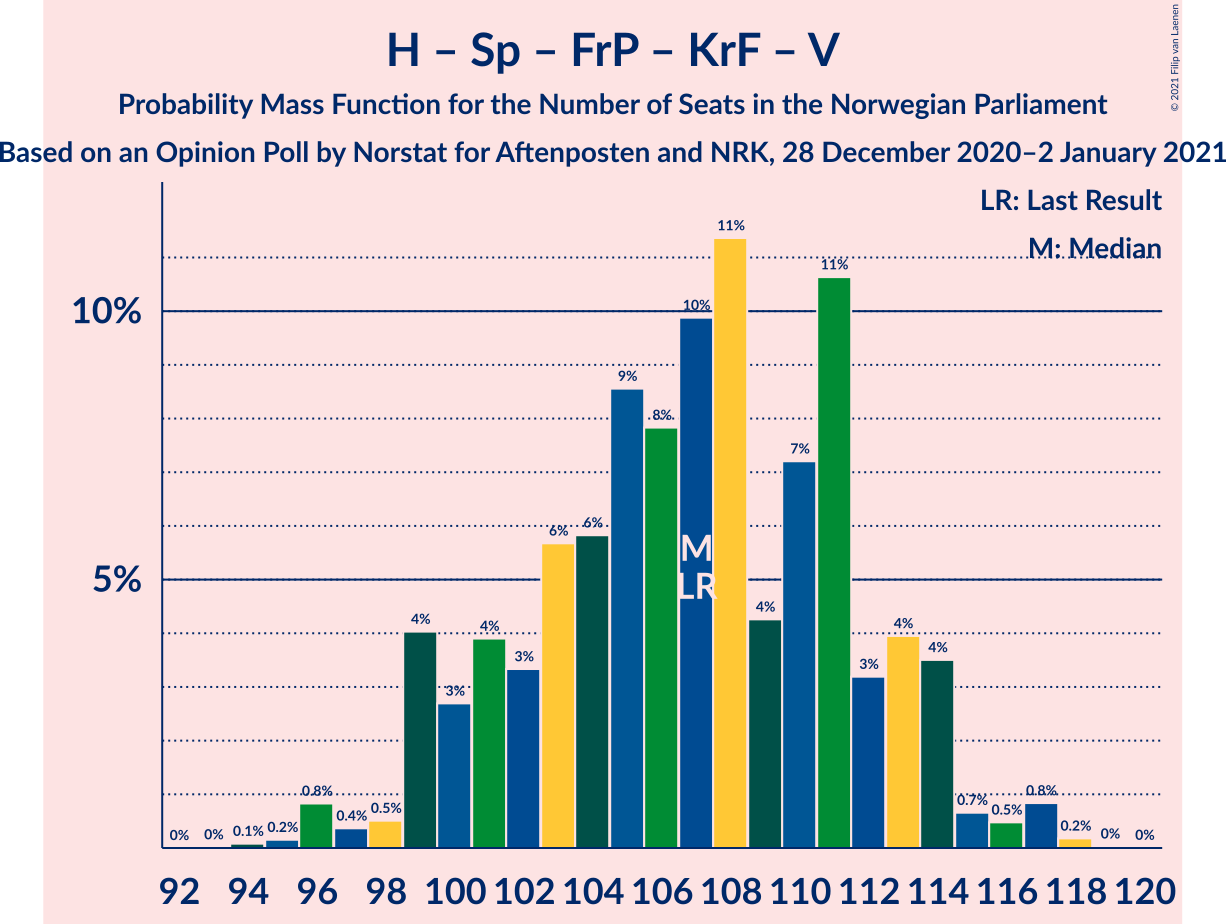 H – Sp – FrP – KrF – V
Probability Mass Function for the Number of Seats in the Norwegian Parliament
Based on an Opinion Poll by Norstat for Aftenposten and NRK, 28 December 2020–2 January 2021
© 2021 Filip van Laenen
LR: Last Result
M: Median
10%
5%
0% 0% 0.1% 0.2% 0.8% 0.4% 0.5% 4% 3% 4% 3% 6% 6% 9% 8% 10% 11% 4% 7% 11% 3% 4% 4% 0.7% 0.5% 0.8% 0.2% 0% 0%
M
LR
92 94 96 98 100 102 104 106 108 110 112 114 116 118 120